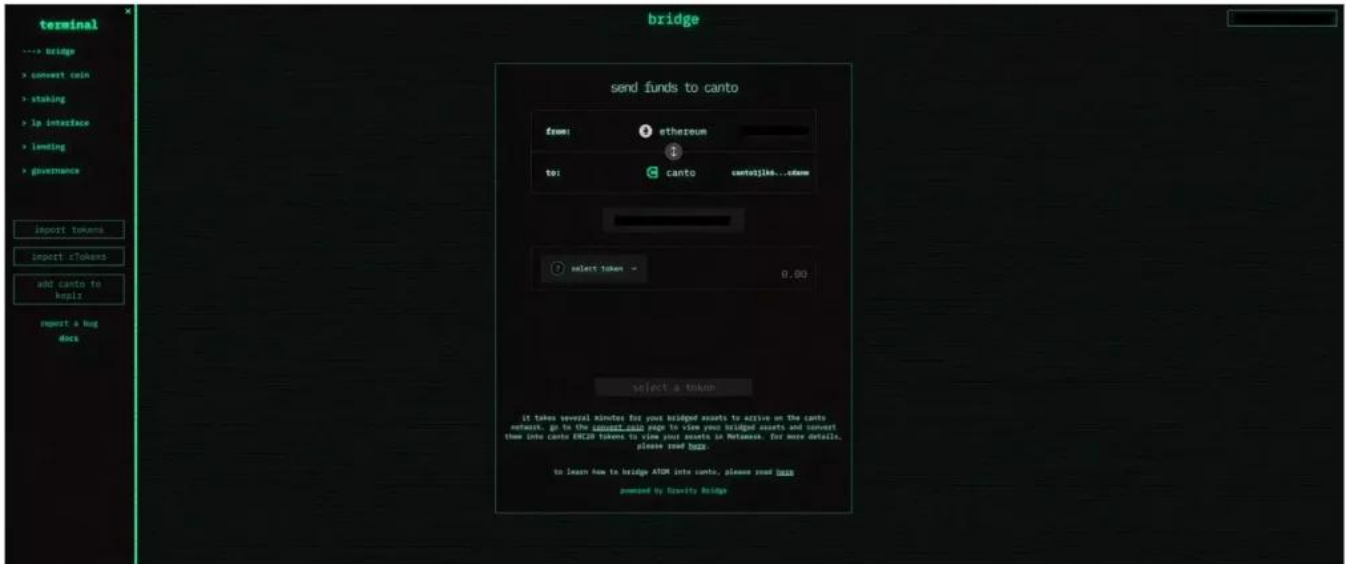 terminal
×
---> bridge
> convert coin
> staking
> lp interface
> lending
> governance
import tokens
import cTokens
add canto to
keplr
report a bug
docs
bridge
send funds to canto
from:
ethereum
to:
canto
select token
0.00
select a token
it takes several minutes for your bridged assets to arrive on the canto
network. go to the convert coin page to view your bridged assets and convert
them into canto ERC20 tokens to view your assets in Metamask. for more details,
please read here.
to learn how to bridge ATOM into canto, please read here
powered by Gravity Bridge